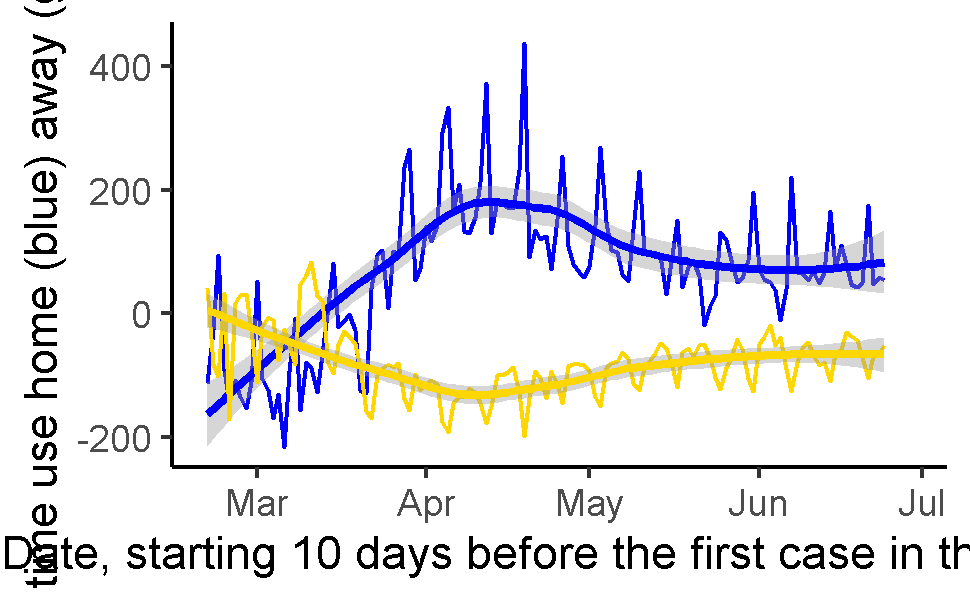 time use home (blue) away (
400
200
0
-200
Mar Apr May Jun Jul
Date, starting 10 days before the first case in th